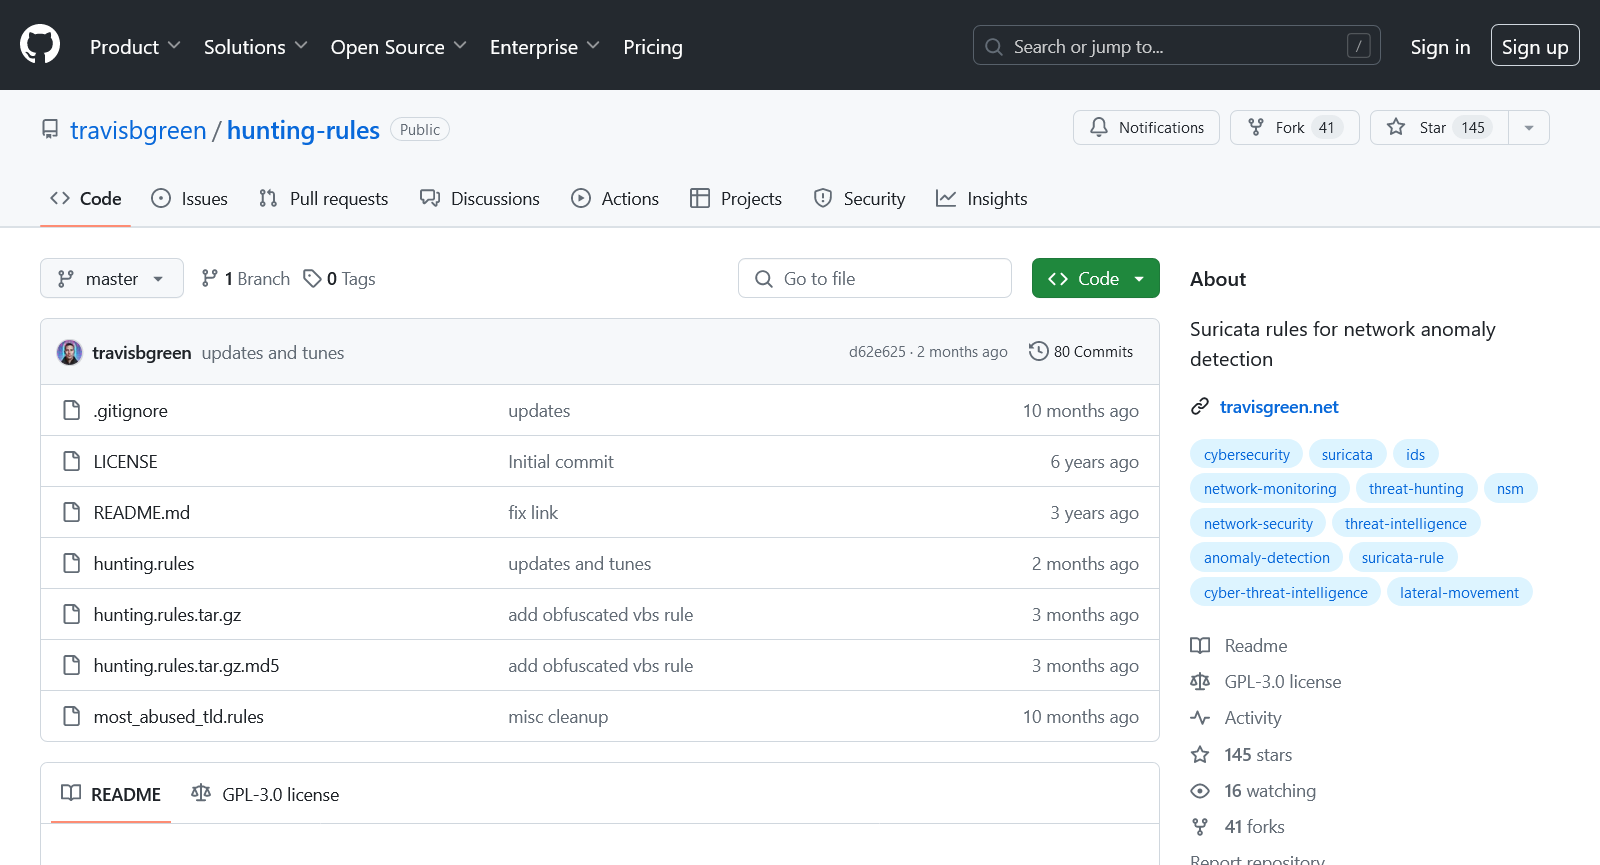 Product Solutions Open Source Enterprise Pricing Search or jump to... / Sign in Sign up
travisbgreen / hunting-rules Public Notifications Fork 41 Star 145
Code Issues Pull requests Discussions Actions Projects Security Insights
master 1 Branch 0 Tags Go to file Code
travisbgreen updates and tunes d62e625 · 2 months ago 80 Commits
.gitignore updates 10 months ago
LICENSE Initial commit 6 years ago
README.md fix link 3 years ago
hunting.rules updates and tunes 2 months ago
hunting.rules.tar.gz add obfuscated vbs rule 3 months ago
hunting.rules.tar.gz.md5 add obfuscated vbs rule 3 months ago
most_abused_tld.rules misc cleanup 10 months ago
README GPL-3.0 license
About
Suricata rules for network anomaly
detection
travisgreen.net
cybersecurity suricata ids
network-monitoring threat-hunting nsm
network-security threat-intelligence
anomaly-detection suricata-rule
cyber-threat-intelligence lateral-movement
Readme
GPL-3.0 license
Activity
145 stars
16 watching
41 forks
Report repository